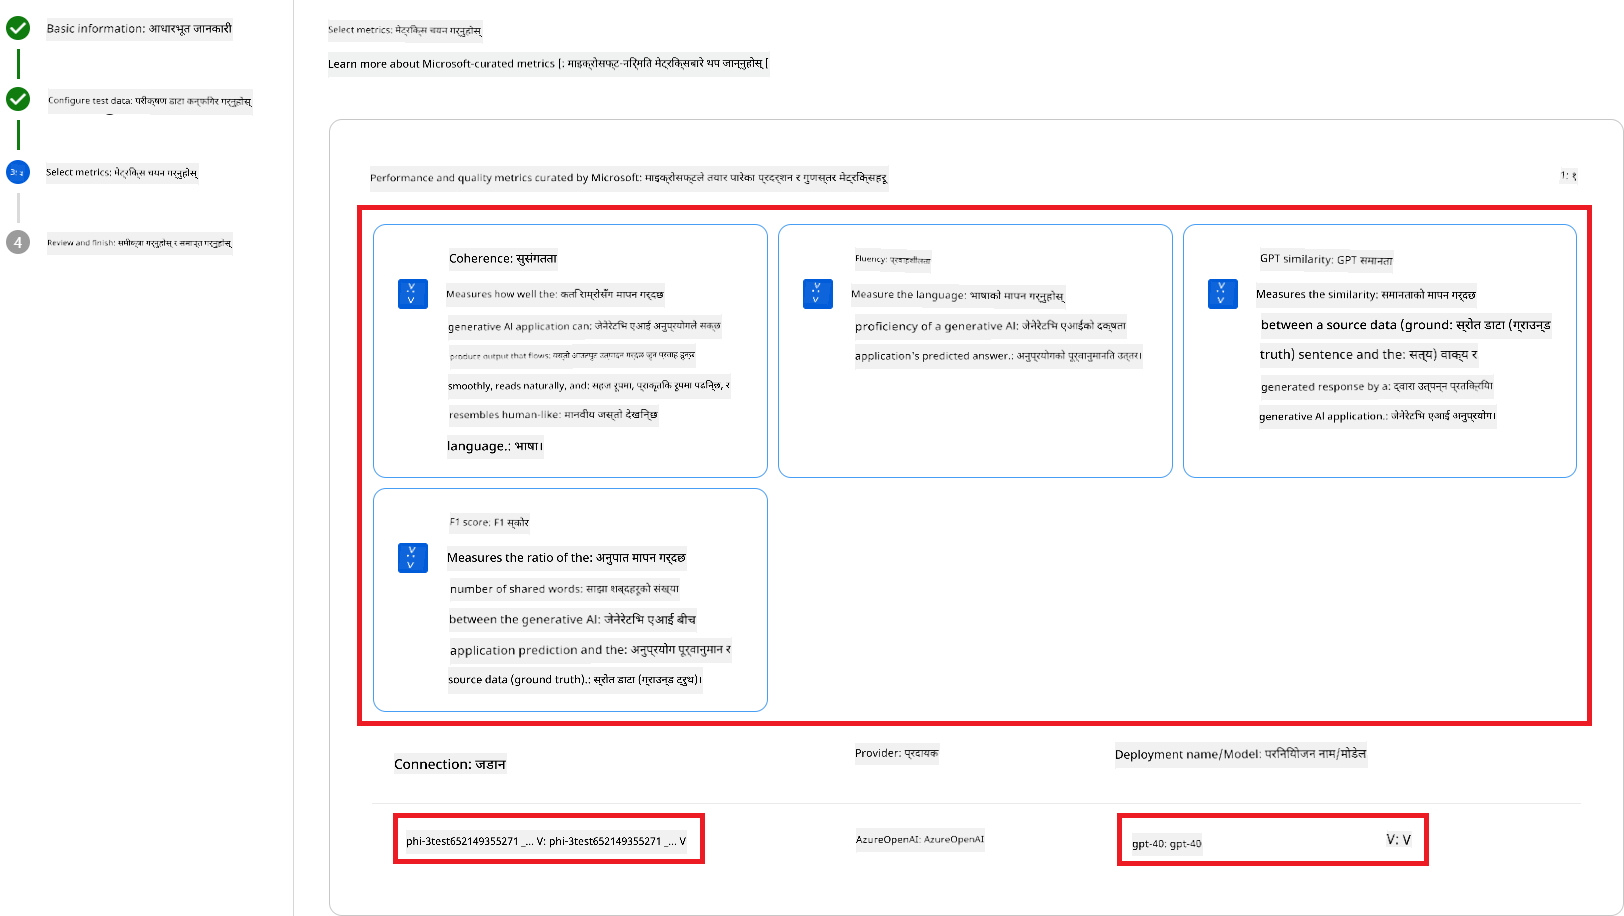 Basic information: आधारभूत जानकारी
Configure test data: परीक्षण डाटा कन्फिगर गर्नुहोस्
Select metrics: मेट्रिक्स चयन गर्नुहोस्
4
Review and finish: समीक्षा गर्नुहोस् र समाप्त गर्नुहोस्
Select metrics: मेट्रिक्स चयन गर्नुहोस्
Learn more about Microsoft-curated metrics [: माइक्रोसफ्ट-निर्मित मेट्रिक्सबारे थप जान्नुहोस् [
Performance and quality metrics curated by Microsoft: माइक्रोसफ्टले तयार पारेका प्रदर्शन र गुणस्तर मेट्रिक्सहरू
1: १
Coherence: सुसंगतता
Measures how well the: कति राम्रोसँग मापन गर्दछ
generative AI application can: जेनेरेटिभ एआई अनुप्रयोगले सक्छ
produce output that flows: यसले आउटपुट उत्पादन गर्दछ जुन प्रवाह हुन्छ
smoothly, reads naturally, and: सहज रूपमा, प्राकृतिक रूपमा पढिन्छ, र
resembles human-like: मानवीय जस्तो देखिन्छ
language.: भाषा।
Fluency: प्रवाहशीलता
Measure the language: भाषाको मापन गर्नुहोस्
proficiency of a generative AI: जेनेरेटिभ एआईको दक्षता
application's predicted answer.: अनुप्रयोगको पूर्वानुमानित उत्तर।
GPT similarity: GPT समानता
Measures the similarity: समानताको मापन गर्दछ
between a source data (ground: स्रोत डाटा (ग्राउन्ड
truth) sentence and the: सत्य) वाक्य र
generated response by a: द्वारा उत्पन्न प्रतिक्रिया
generative AI application.: जेनेरेटिभ एआई अनुप्रयोग।
F1 score: F1 स्कोर
Measures the ratio of the: अनुपात मापन गर्दछ
number of shared words: साझा शब्दहरूको संख्या
between the generative AI: जेनेरेटिभ एआई बीच
application prediction and the: अनुप्रयोग पूर्वानुमान र
source data (ground truth).: स्रोत डाटा (ग्राउन्ड ट्रुथ)।
Connection: जडान
Provider: प्रदायक
Deployment name/Model: परिनियोजन नाम/मोडेल
phi-3test652149355271 _... V: phi-3test652149355271 _... V
AzureOpenAI: AzureOpenAI
gpt-40: gpt-40
V: V